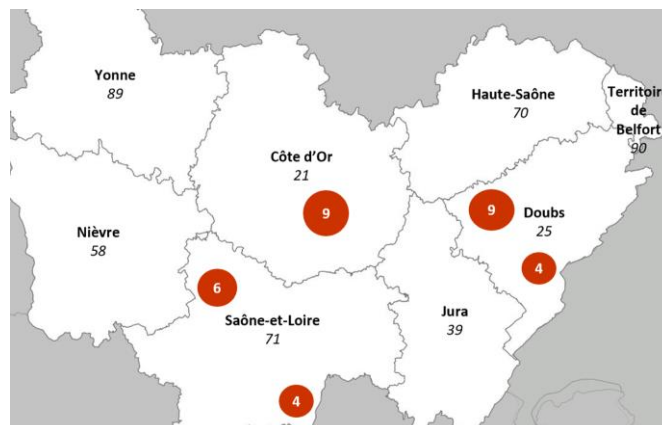 Yonne
89
Haute-Saône
70
Territoir
de
Belfort
90
Côte d’Or
21
9
9
Doubs
25
Nièvre
58
4
6
Saône-et-Loire
71
Jura
39
4